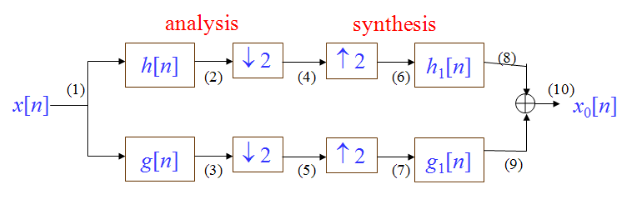 analysis synthesis
h[n] ↓2 ↑2 h₁[n] (8)
(1) (2) (4) (6) (10)
x[n] x₀[n]
g[n] ↓2 ↑2 g₁[n]
(3) (5) (7) (9)